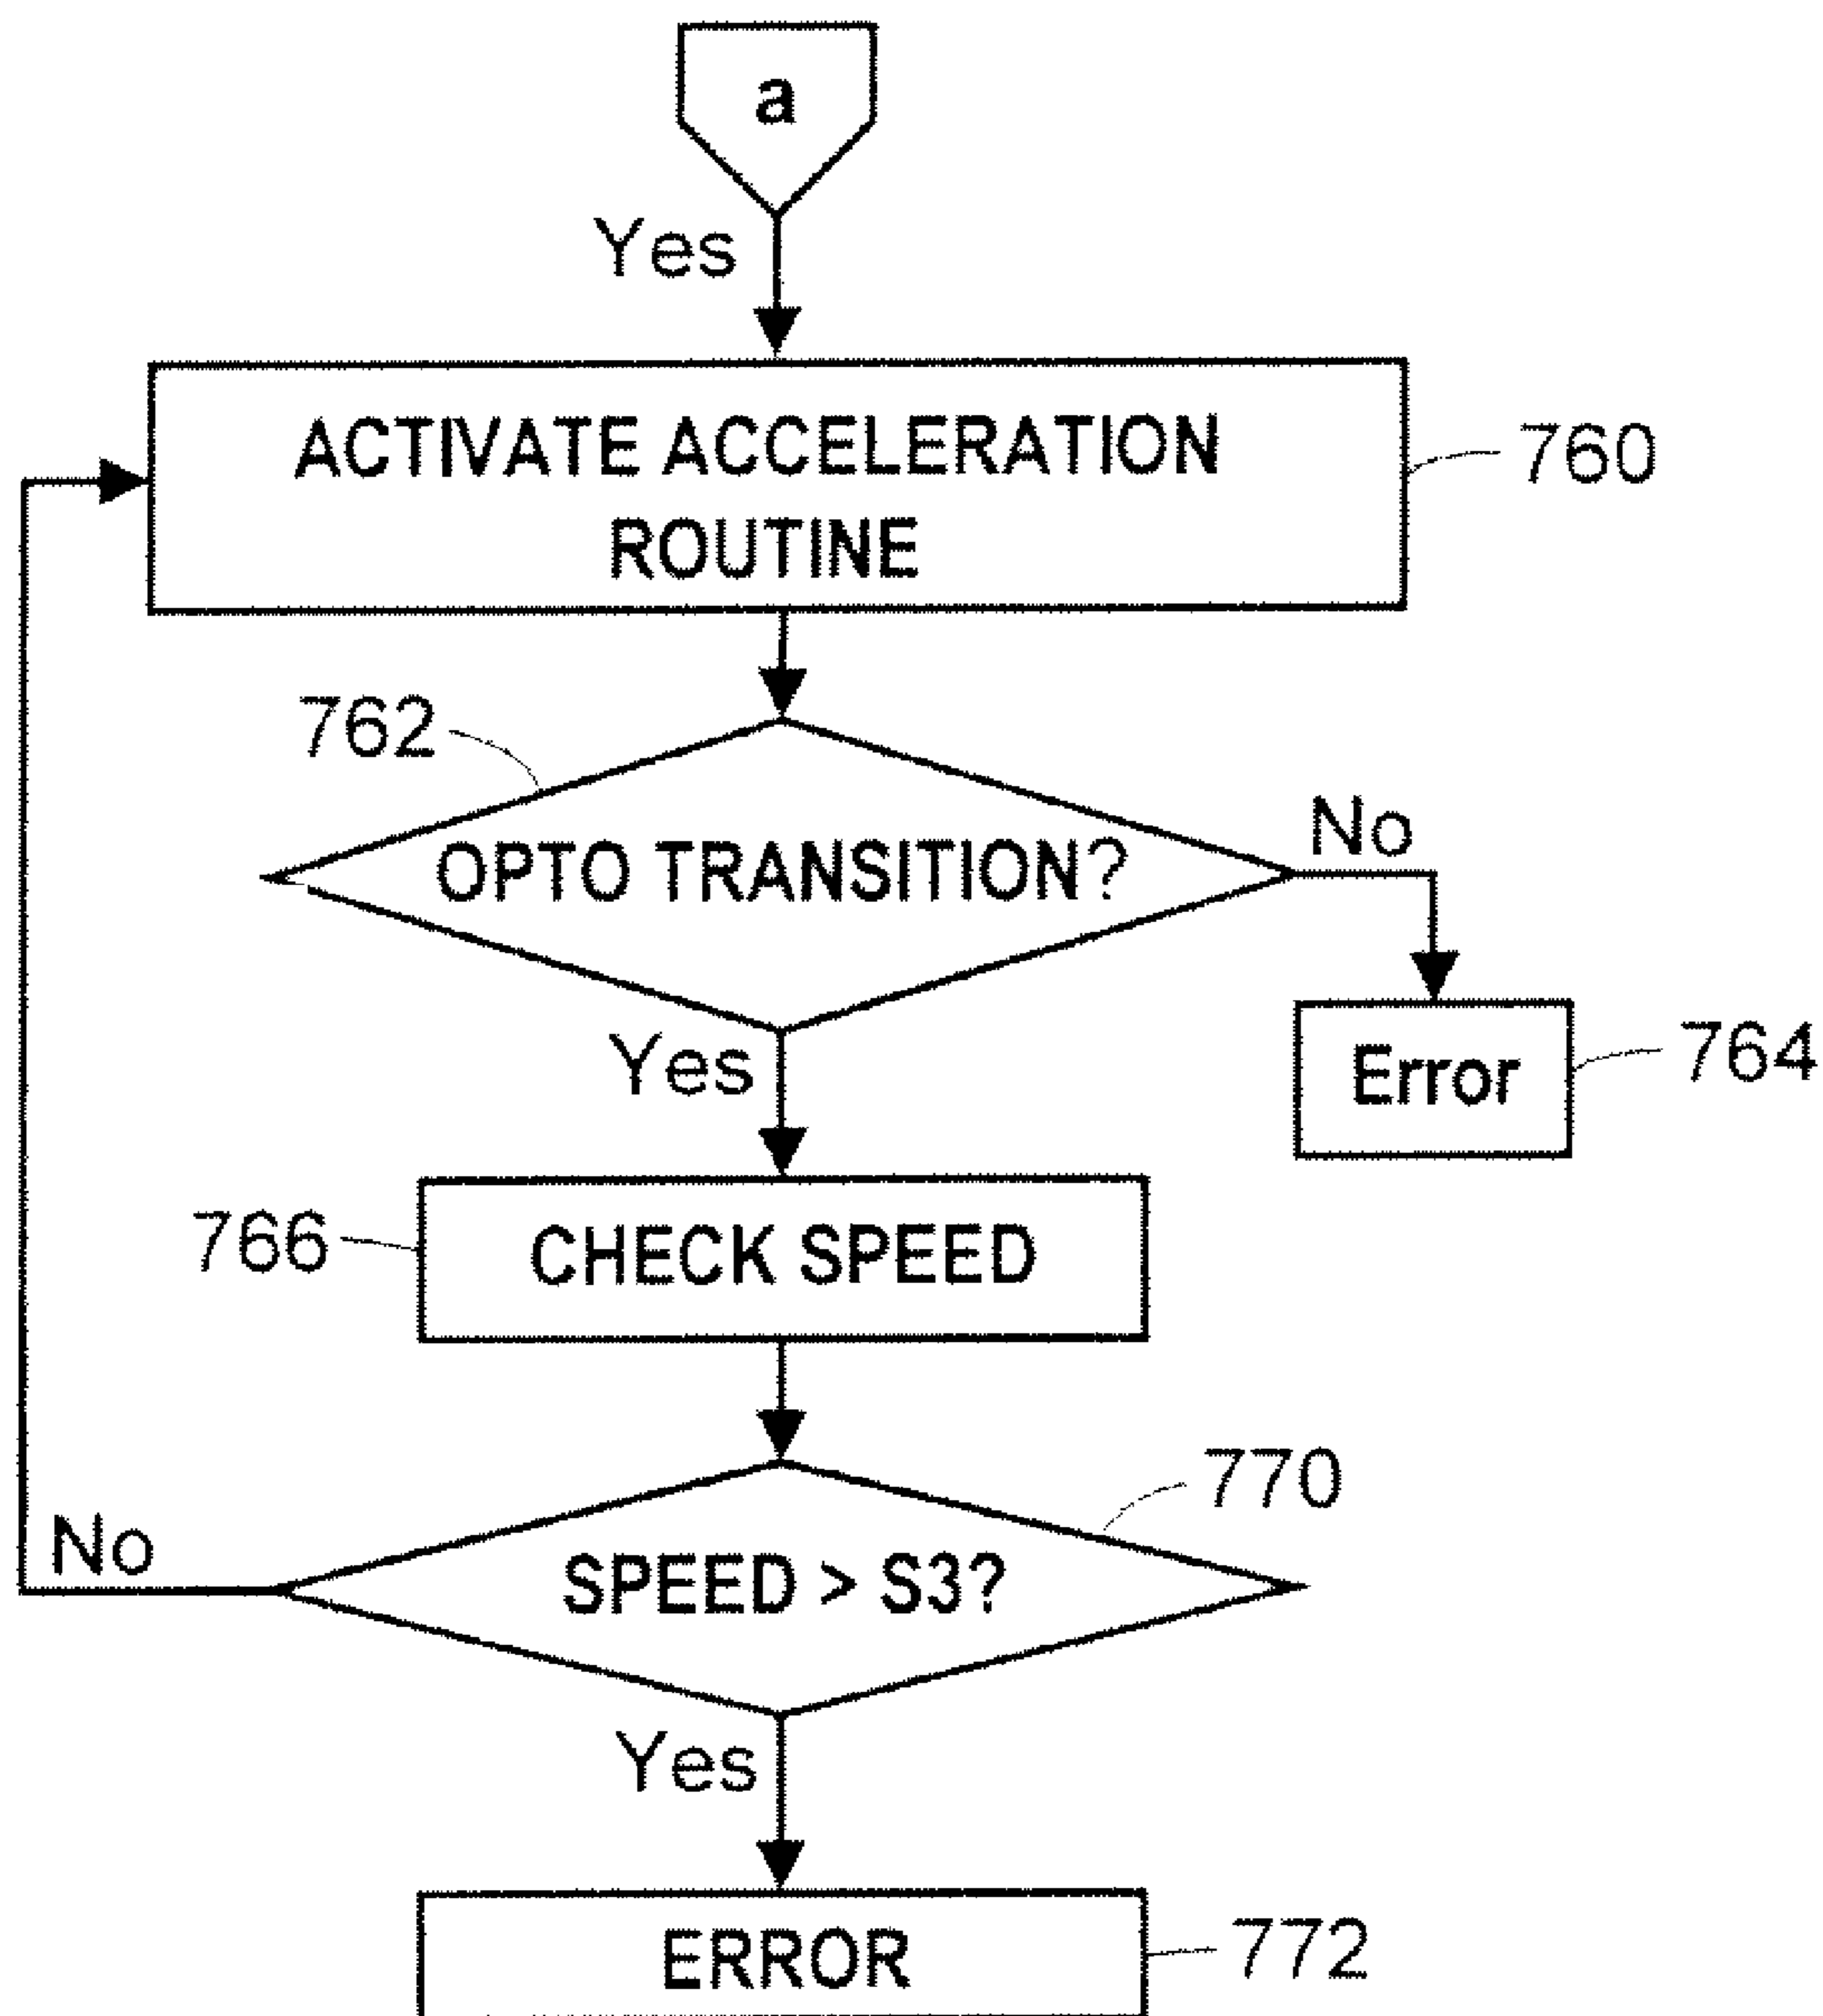 a
Yes
ACTIVATE ACCELERATION
ROUTINE
760
762
OPTO TRANSITION?
No
Yes
Error
764
766
CHECK SPEED
770
No
SPEED > S3?
Yes
ERROR
772